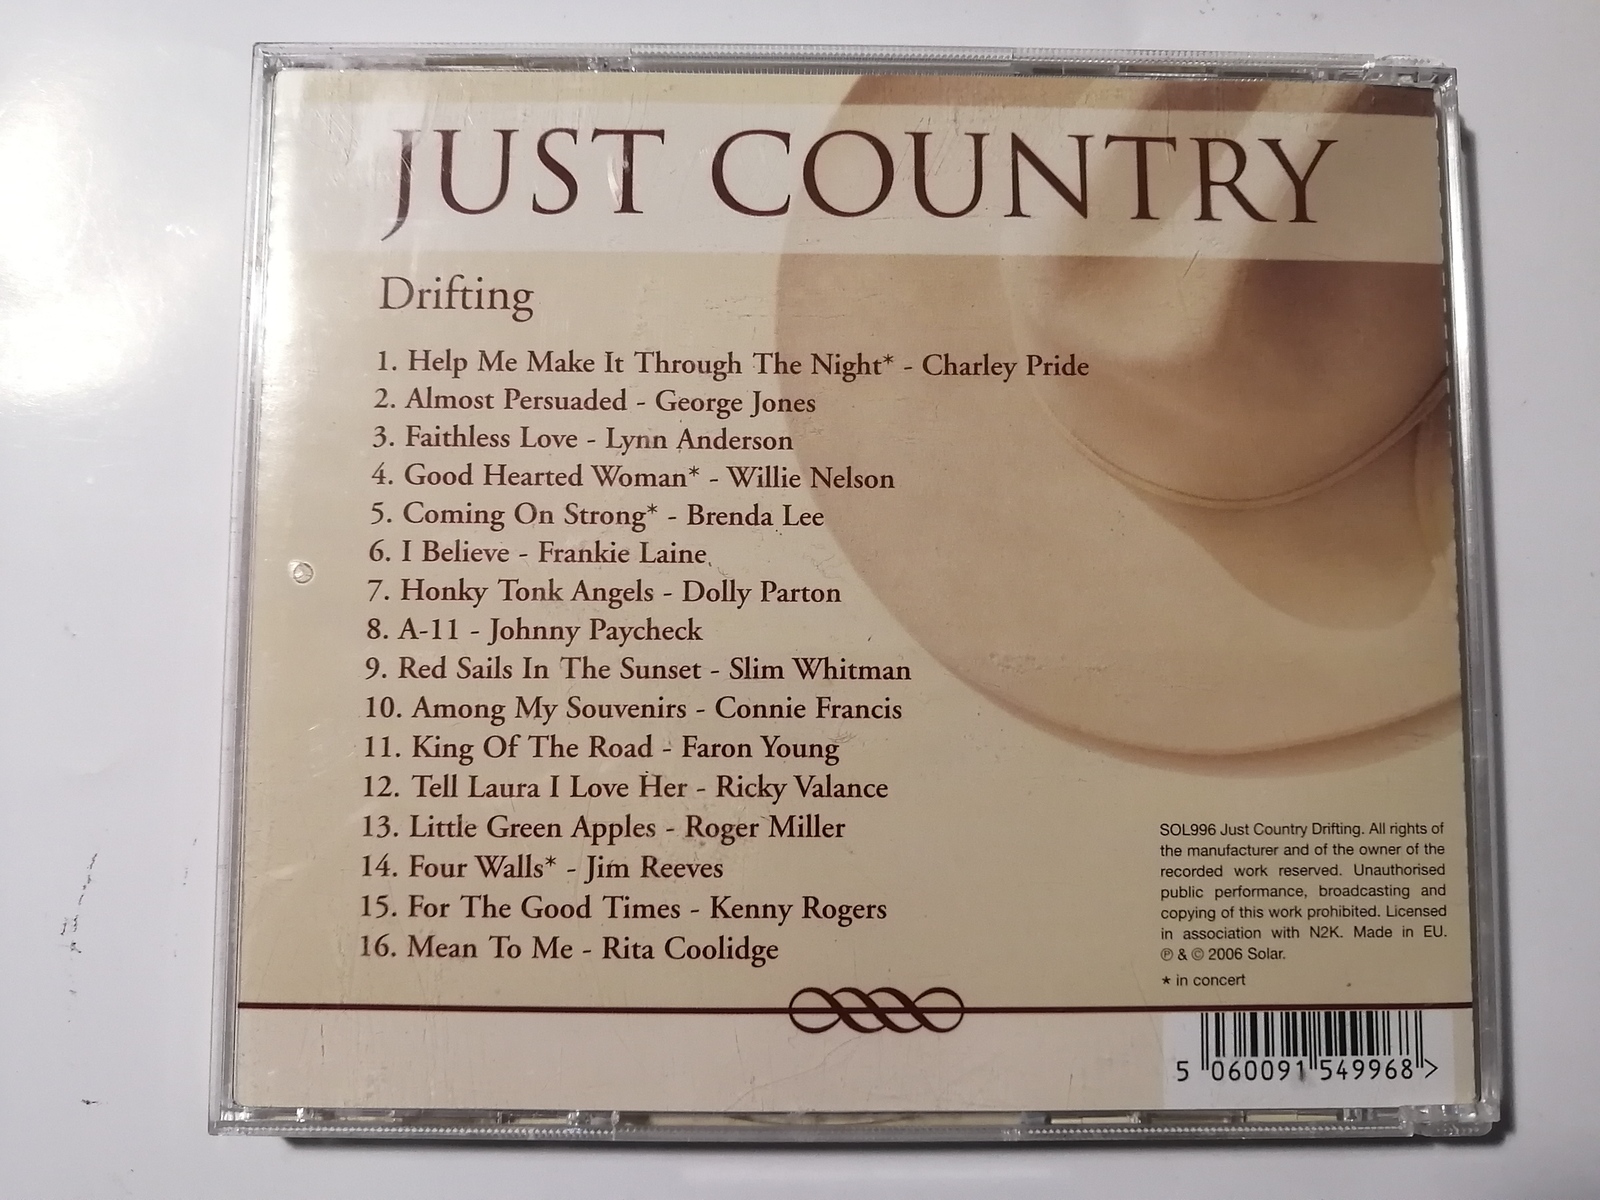 JUST COUNTRY
Drifting
1. Help Me Make It Through The Night* - Charley Pride
2. Almost Persuaded - George Jones
3. Faithless Love - Lynn Anderson
4. Good Hearted Woman* - Willie Nelson
5. Coming On Strong* - Brenda Lee
6. I Believe - Frankie Laine
7. Honky Tonk Angels - Dolly Parton
8. A-11 - Johnny Paycheck
9. Red Sails In The Sunset - Slim Whitman
10. Among My Souvenirs - Connie Francis
11. King Of The Road - Faron Young
12. Tell Laura I Love Her - Ricky Valance
13. Little Green Apples - Roger Miller
14. Four Walls* - Jim Reeves
15. For The Good Times - Kenny Rogers
16. Mean To Me - Rita Coolidge
SOL996 Just Country Drifting. All rights of
the manufacturer and of the owner of the
recorded work reserved. Unauthorised
public performance, broadcasting and
copying of this work prohibited. Licensed
in association with N2K. Made in EU.
℗ & © 2006 Solar.
* in concert
5 060091 549968 >